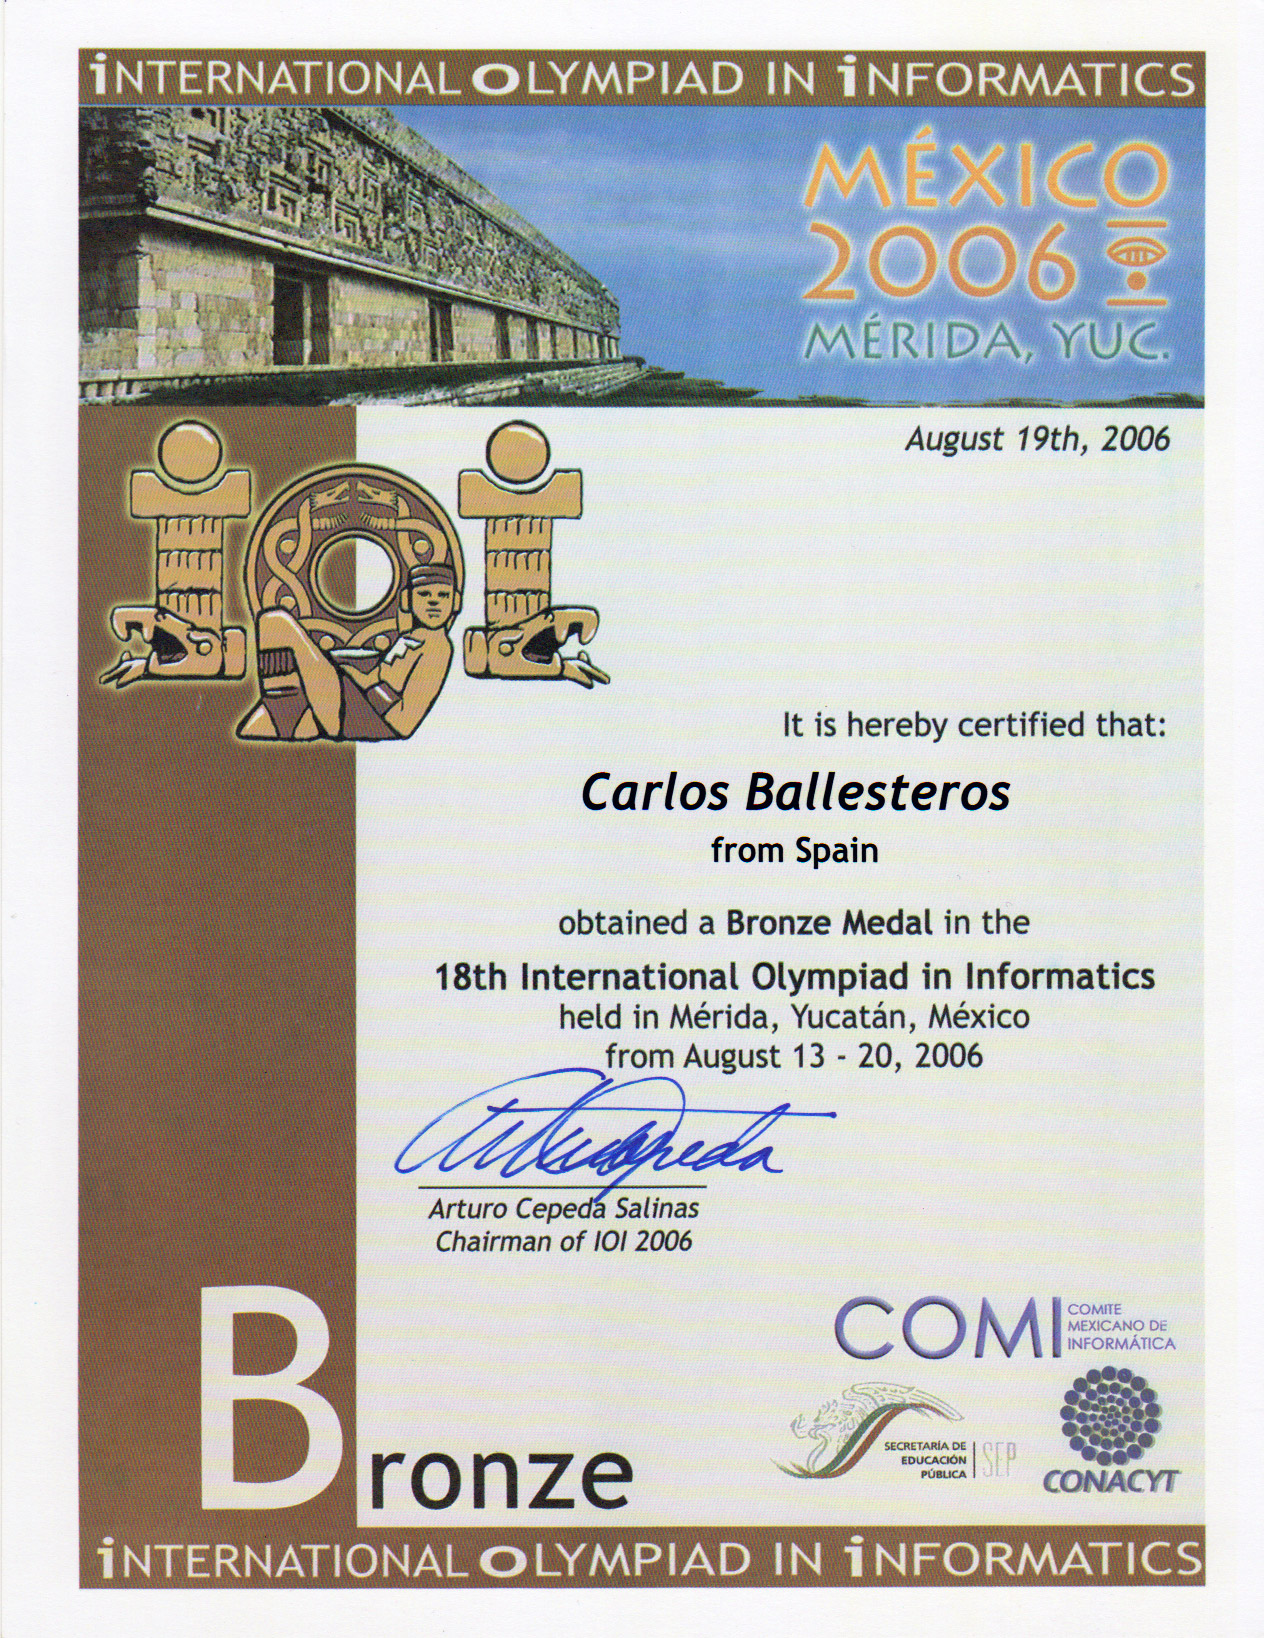 iNTERNATIONAL OLYMPIAD IN iNFORMATICS
MÉXICO
2006
MÉRIDA, YUC.
August 19th, 2006
iOi
It is hereby certified that:
Carlos Ballesteros
from Spain
obtained a Bronze Medal in the
18th International Olympiad in Informatics
held in Mérida, Yucatán, México
from August 13 - 20, 2006
Arturo Cepeda Salinas
Chairman of IOI 2006
COMI
COMITE
MEXICANO DE
INFORMÁTICA
SECRETARÍA DE
EDUCACIÓN
PÚBLICA
SEP
CONACYT
Bronze
iNTERNATIONAL OLYMPIAD IN iNFORMATICS